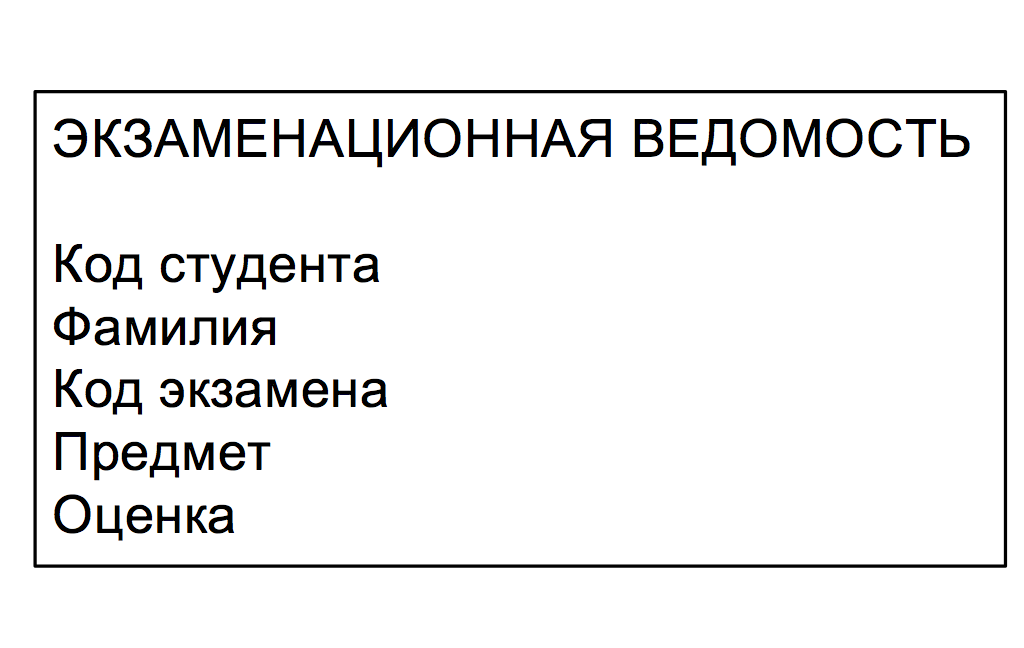 ЭКЗАМЕНАЦИОННАЯ ВЕДОМОСТЬ
Код студента
Фамилия
Код экзамена
Предмет
Оценка